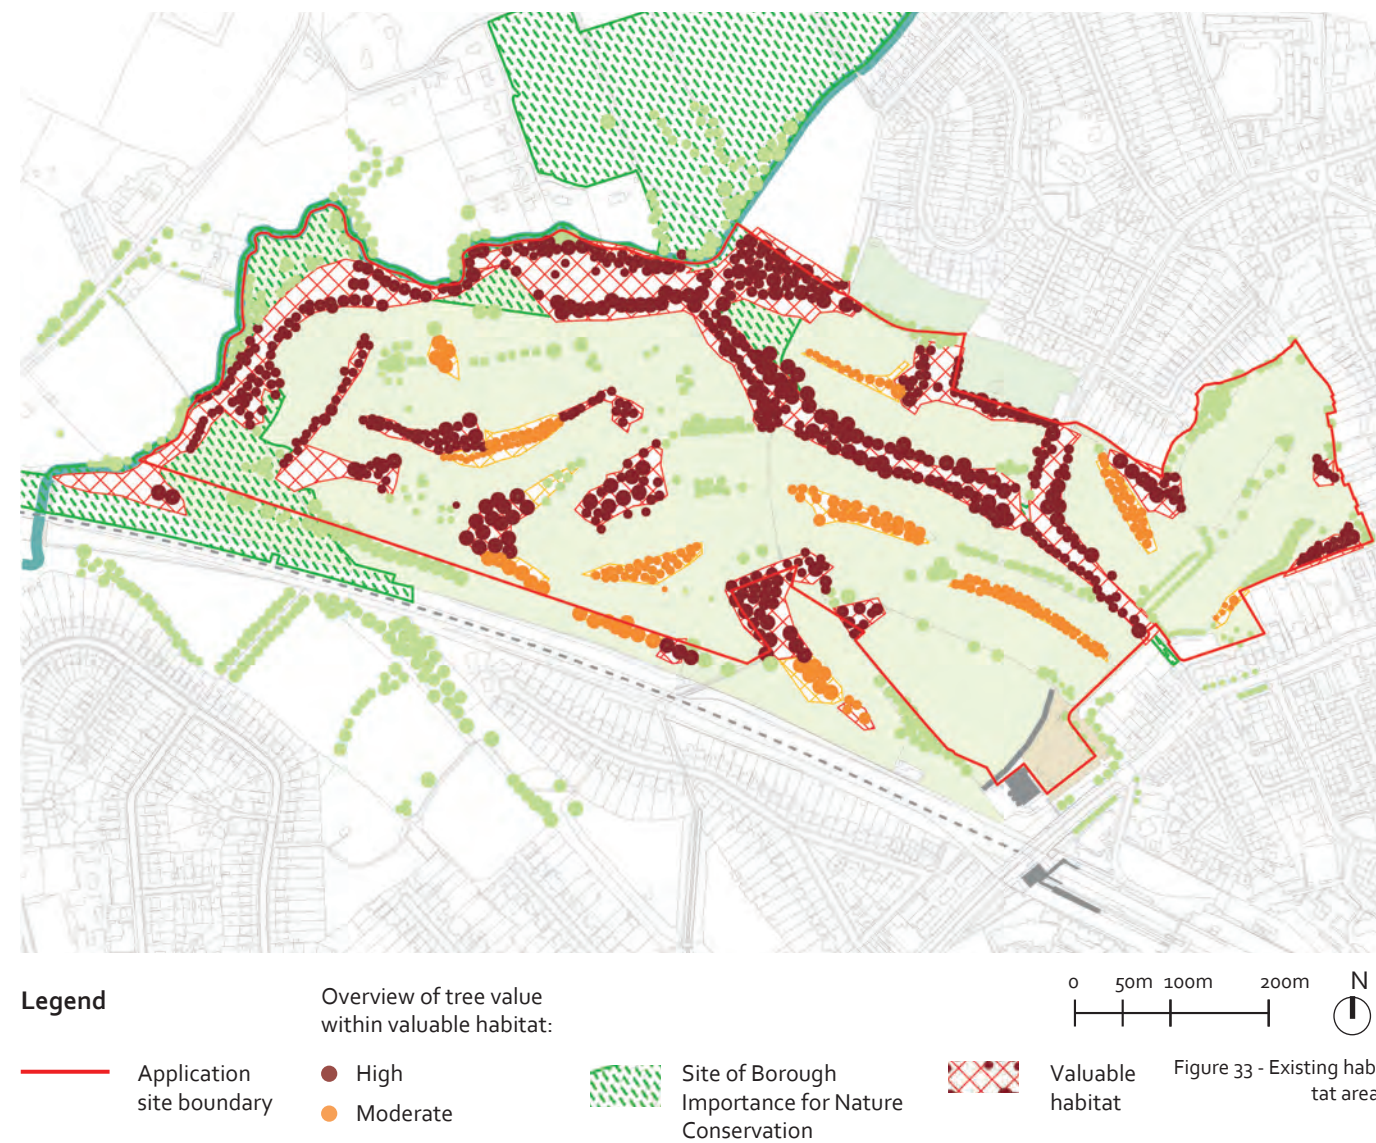 Legend
Application
site boundary
Overview of tree value
within valuable habitat:
High
Moderate
Site of Borough
Importance for Nature
Conservation
Valuable
habitat
0 50m 100m 200m
N
Figure 33 - Existing hab
tat area